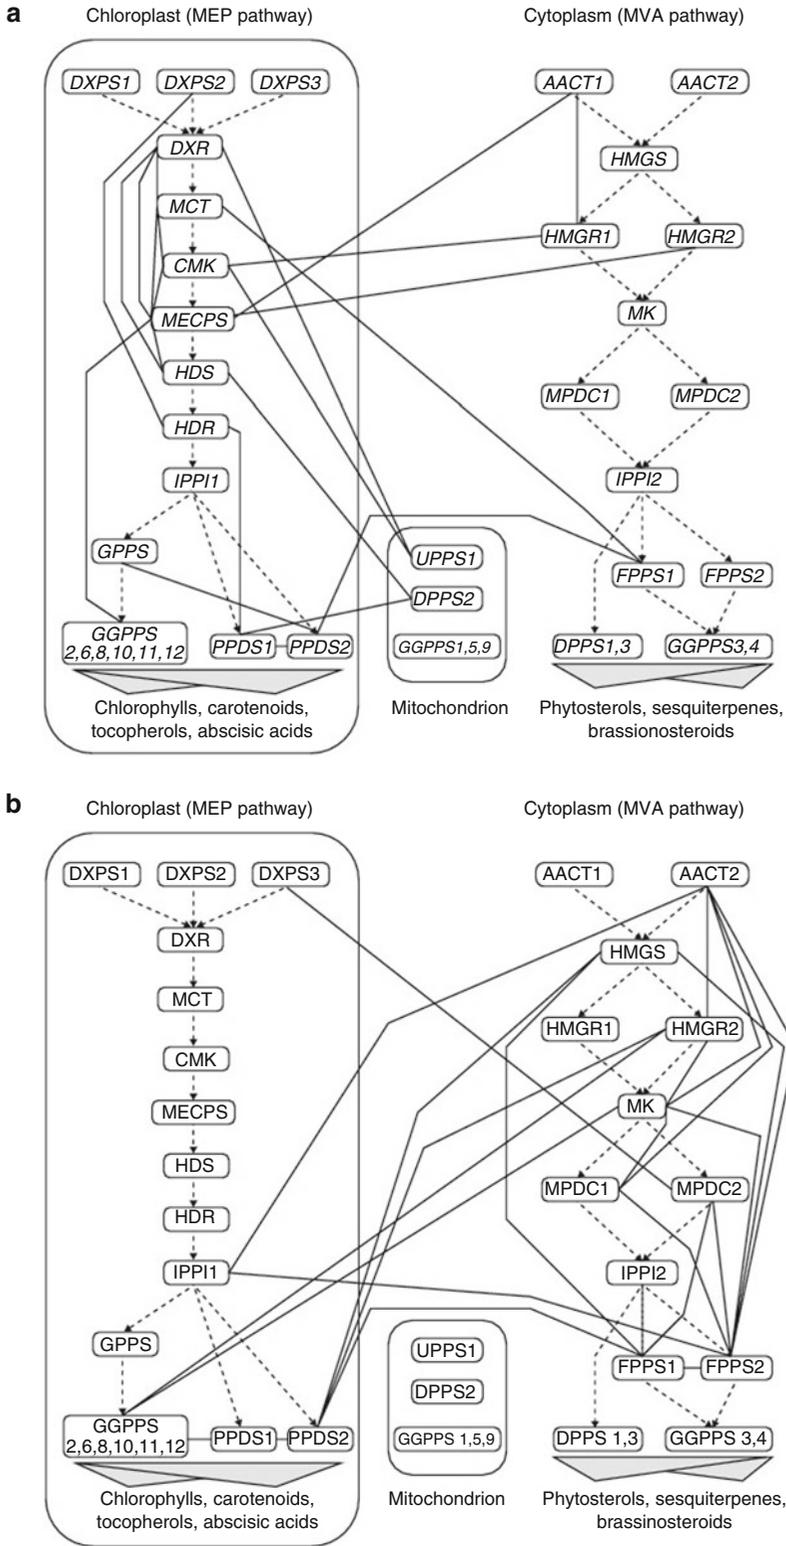 a
Chloroplast (MEP pathway)
Cytoplasm (MVA pathway)
DXPS1
DXPS2
DXPS3
AACT1
AACT2
DXR
HMGS
MCT
HMGR1
HMGR2
CMK
MECPS
MK
HDS
MPDC1
MPDC2
HDR
IPPI1
IPPI2
GPPS
UPPS1
FPPS1
FPPS2
DPPS2
GGPPS
2,6,8,10,11,12
PPDS1
PPDS2
GGPPS1,5,9
DPPS1,3
GGPPS3,4
Chlorophylls, carotenoids,
tocopherols, abscisic acids
Mitochondrion
Phytosterols, sesquiterpenes,
brassionosteroids
b
Chloroplast (MEP pathway)
Cytoplasm (MVA pathway)
DXPS1
DXPS2
DXPS3
AACT1
AACT2
DXR
HMGS
MCT
HMGR1
HMGR2
CMK
MECPS
MK
HDS
MPDC1
MPDC2
HDR
IPPI1
IPPI2
GPPS
UPPS1
FPPS1
FPPS2
DPPS2
GGPPS
2,6,8,10,11,12
PPDS1
PPDS2
GGPPS 1,5,9
DPPS 1,3
GGPPS 3,4
Chlorophylls, carotenoids,
tocopherols, abscisic acids
Mitochondrion
Phytosterols, sesquiterpenes,
brassinosteroids